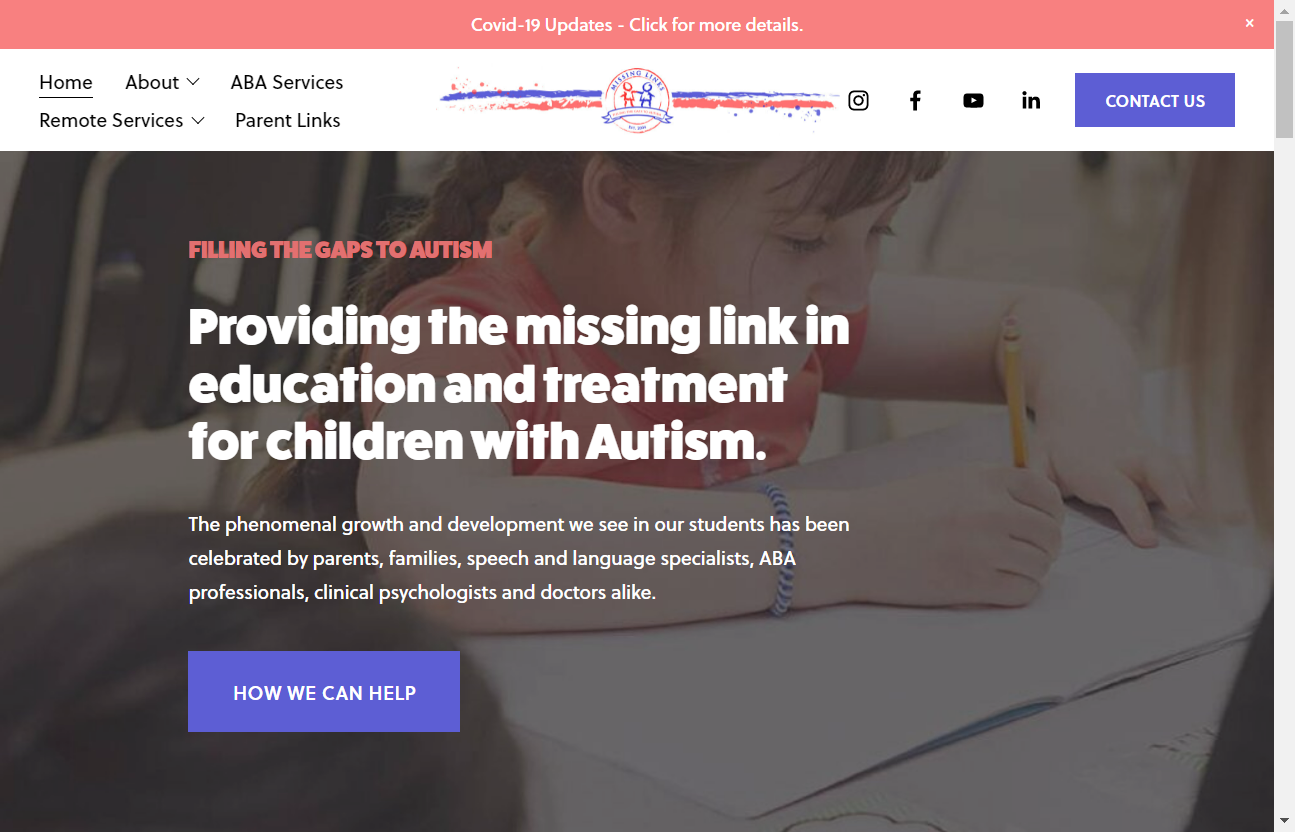 Covid-19 Updates - Click for more details.
×
Home
About
ABA Services
Remote Services
Parent Links
MISSING LINKS
CONTACT US
FILLING THE GAPS TO AUTISM
Providing the missing link in
education and treatment
for children with Autism.
The phenomenal growth and development we see in our students has been
celebrated by parents, families, speech and language specialists, ABA
professionals, clinical psychologists and doctors alike.
HOW WE CAN HELP